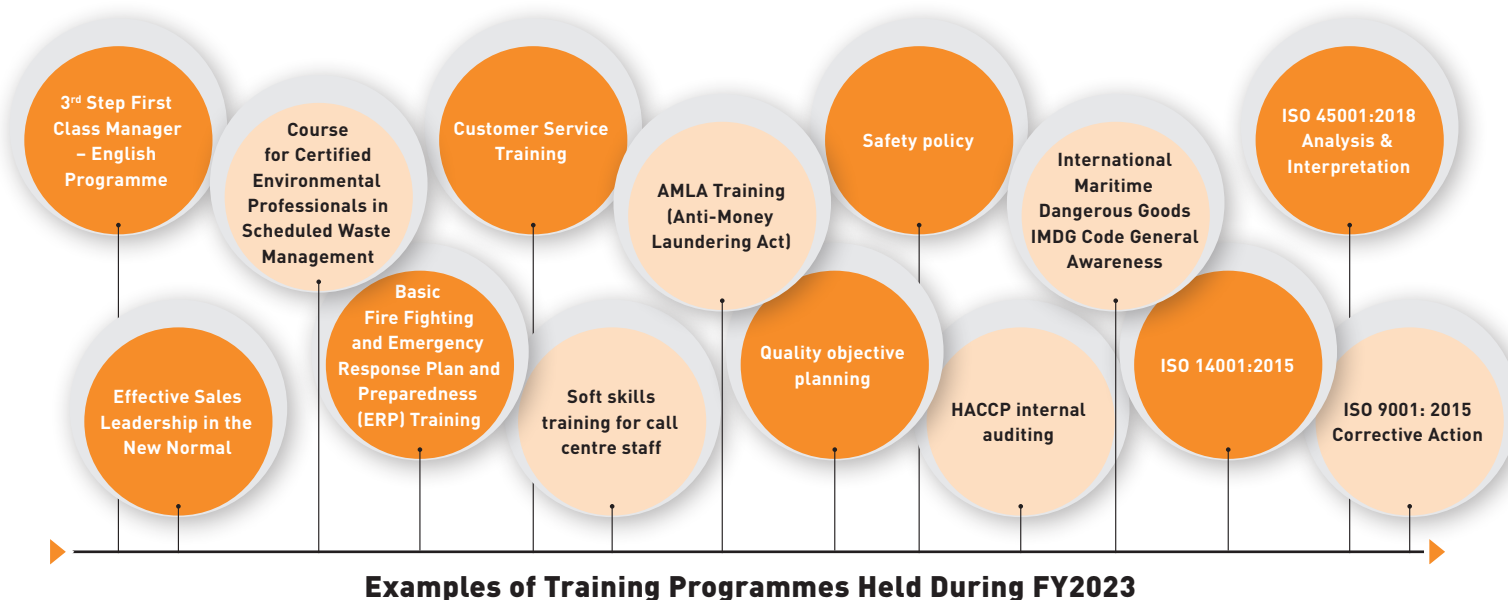 3rd Step First
Class Manager
– English
Programme
Effective Sales
Leadership in the
New Normal
Course
for Certified
Environmental
Professionals in
Scheduled Waste
Management
Basic
Fire Fighting
and Emergency
Response Plan and
Preparedness
(ERP) Training
Customer Service
Training
Soft skills
training for call
centre staff
AMLA Training
(Anti-Money
Laundering Act)
Quality objective
planning
Safety policy
HACCP internal
auditing
International
Maritime
Dangerous Goods
IMDG Code General
Awareness
ISO 14001:2015
ISO 45001:2018
Analysis &
Interpretation
ISO 9001: 2015
Corrective Action
Examples of Training Programmes Held During FY2023